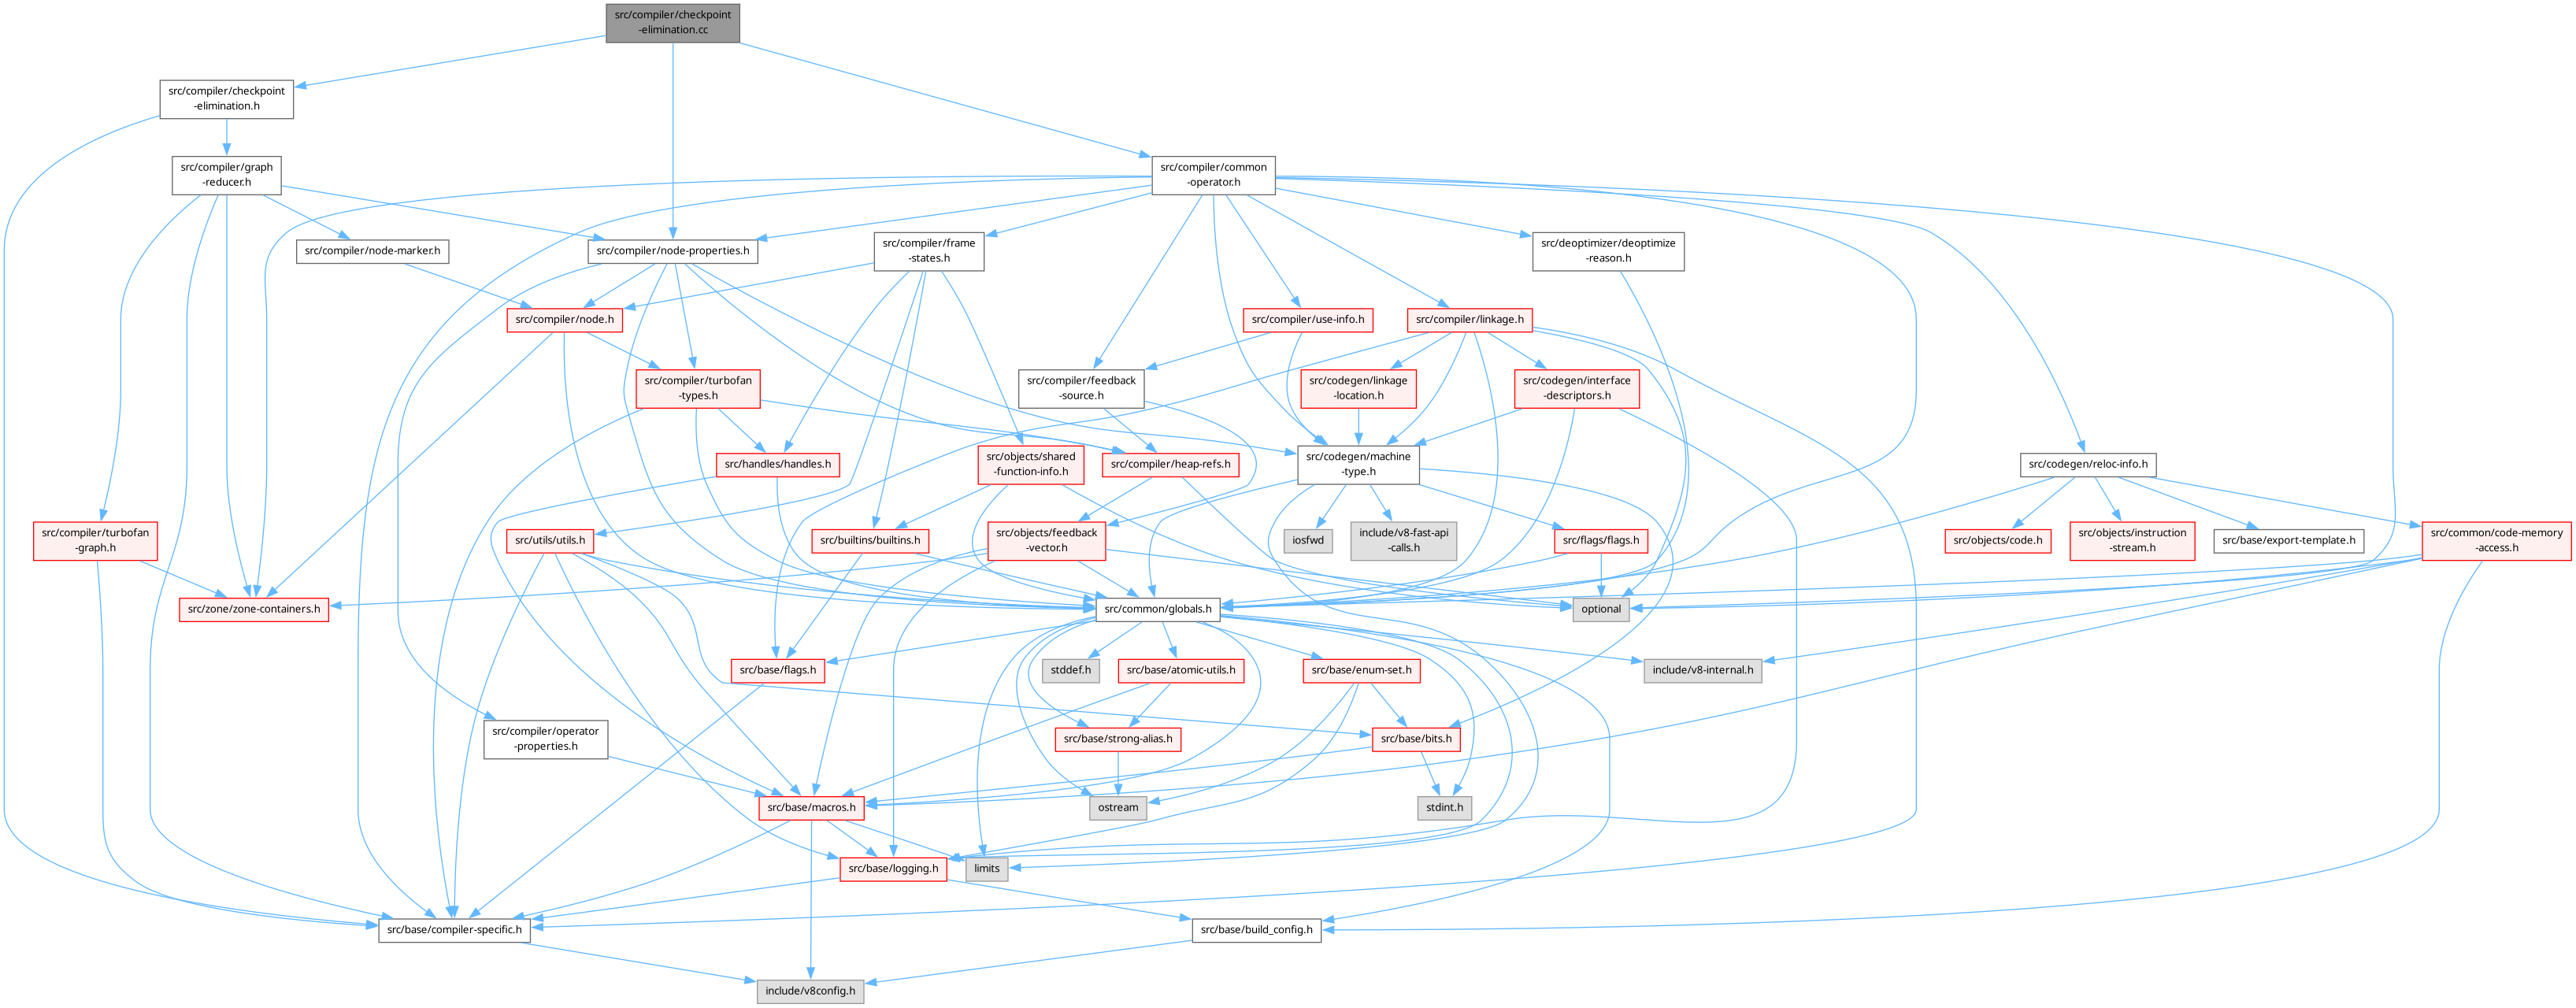 src/compiler/checkpoint
-elimination.cc
src/compiler/checkpoint
-elimination.h
src/compiler/graph
-reducer.h
src/compiler/common
-operator.h
src/compiler/node-marker.h
src/compiler/node-properties.h
src/compiler/frame
-states.h
src/deoptimizer/deoptimize
-reason.h
src/compiler/node.h
src/compiler/use-info.h
src/compiler/linkage.h
src/compiler/turbofan
-types.h
src/compiler/feedback
-source.h
src/codegen/linkage
-location.h
src/codegen/interface
-descriptors.h
src/handles/handles.h
src/objects/shared
-function-info.h
src/compiler/heap-refs.h
src/codegen/machine
-type.h
src/codegen/reloc-info.h
src/compiler/turbofan
-graph.h
src/utils/utils.h
src/builtins/builtins.h
src/objects/feedback
-vector.h
iosfwd
include/v8-fast-api
-calls.h
src/flags/flags.h
src/objects/code.h
src/objects/instruction
-stream.h
src/base/export-template.h
src/common/code-memory
-access.h
src/zone/zone-containers.h
src/common/globals.h
optional
src/base/flags.h
stddef.h
src/base/atomic-utils.h
src/base/enum-set.h
include/v8-internal.h
src/compiler/operator
-properties.h
src/base/strong-alias.h
src/base/bits.h
src/base/macros.h
ostream
stdint.h
src/base/logging.h
limits
src/base/compiler-specific.h
src/base/build_config.h
include/v8config.h